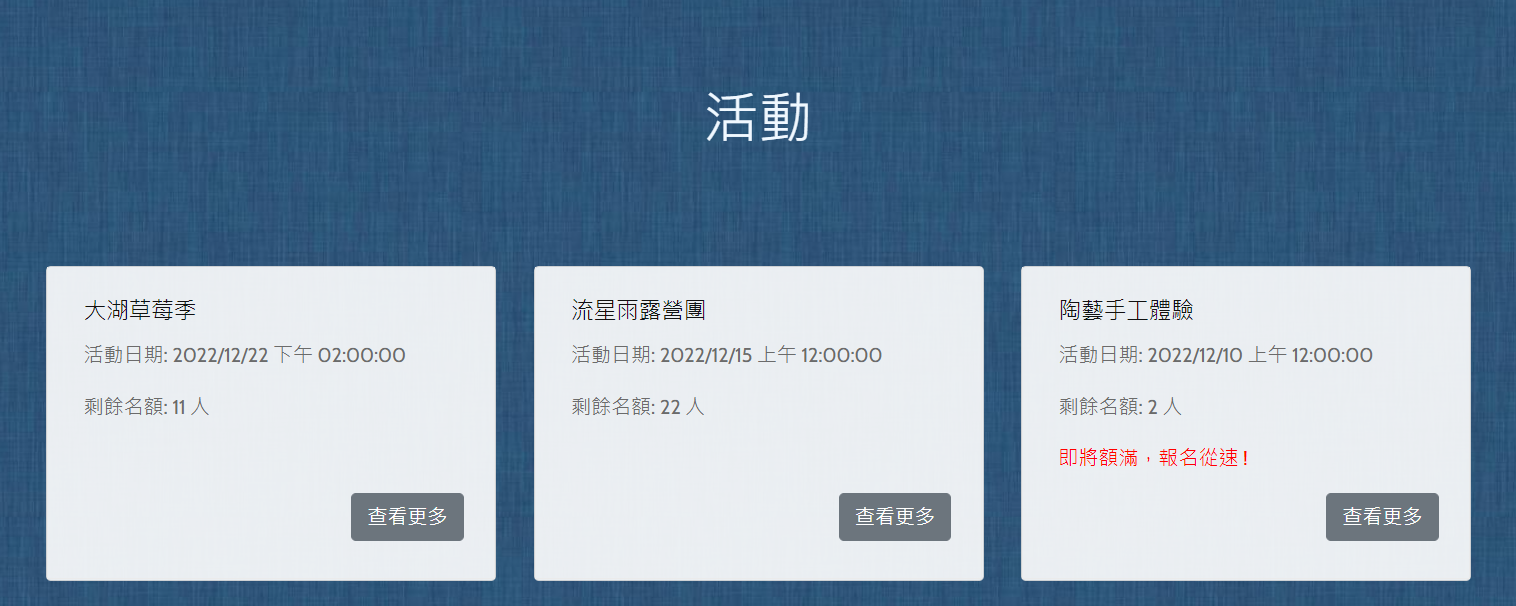 活動
大湖草莓季
活動日期: 2022/12/22 下午 02:00:00
剩餘名額: 11 人
查看更多
流星雨露營團
活動日期: 2022/12/15 上午 12:00:00
剩餘名額: 22 人
查看更多
陶藝手工體驗
活動日期: 2022/12/10 上午 12:00:00
剩餘名額: 2 人
即將額滿，報名從速!
查看更多